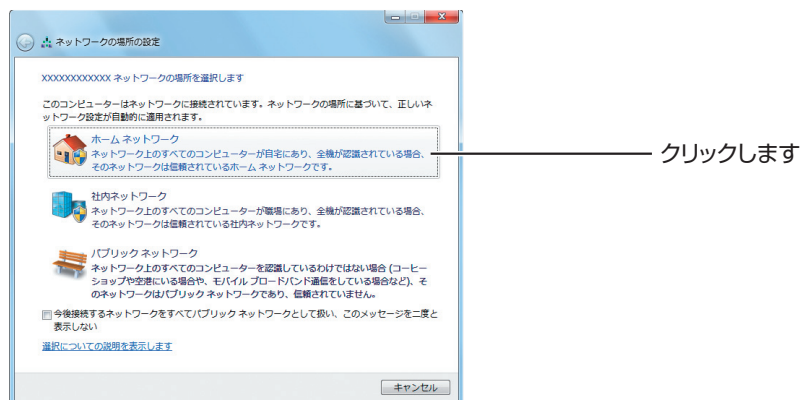 ネットワークの場所の設定
XXXXXXXXXXXX ネットワークの場所を選択します
このコンピューターはネットワークに接続されています。ネットワークの場所に基づいて、正しいネ
ットワーク設定が自動的に適用されます。
ホーム ネットワーク
ネットワーク上のすべてのコンピューターが自宅にあり、全機が認識されている場合、
そのネットワークは信頼されているホーム ネットワークです。
クリックします
社内ネットワーク
ネットワーク上のすべてのコンピューターが職場にあり、全機が認識されている場合、
そのネットワークは信頼されている社内ネットワークです。
パブリック ネットワーク
ネットワーク上のすべてのコンピューターを認識しているわけではない場合 (コーヒー
ショップや空港にいる場合や、モバイル ブロードバンド通信をしている場合など)、そ
のネットワークはパブリック ネットワークであり、信頼されていません。
今後接続するネットワークをすべてパブリック ネットワークとして扱い、このメッセージを二度と
表示しない
選択についての説明を表示します
キャンセル